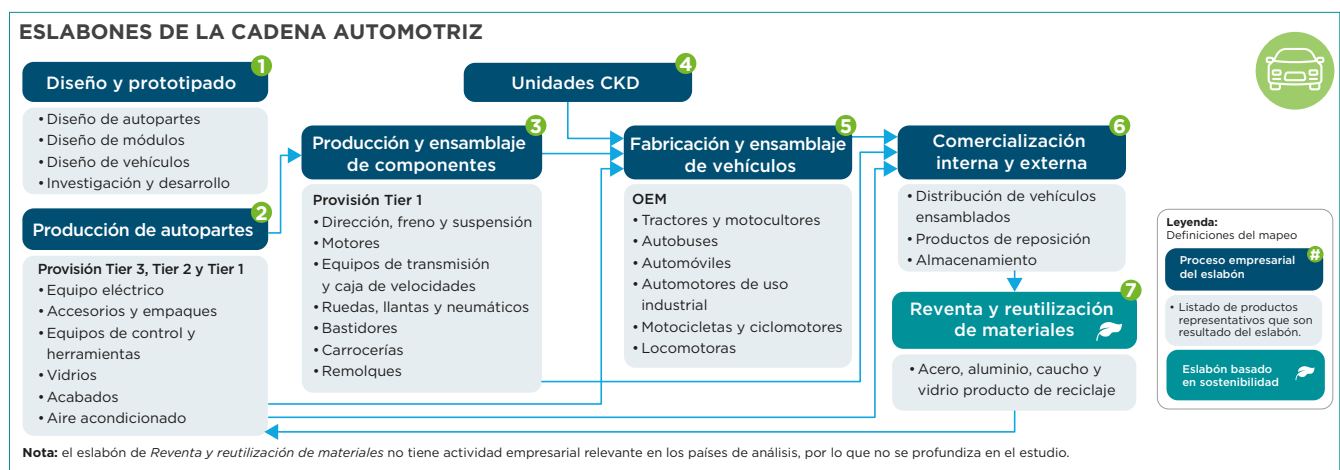 ESLABONES DE LA CADENA AUTOMOTRIZ
1
Diseño y prototipado
• Diseño de autopartes
• Diseño de módulos
• Diseño de vehículos
• Investigación y desarrollo
2
Producción de autopartes
Provisión Tier 3, Tier 2 y Tier 1
• Equipo eléctrico
• Accesorios y empaques
• Equipos de control y
herramientas
• Vidrios
• Acabados
• Aire acondicionado
3
Producción y ensamblaje
de componentes
Provisión Tier 1
• Dirección, freno y suspensión
• Motores
• Equipos de transmisión
y caja de velocidades
• Ruedas, llantas y neumáticos
• Bastidores
• Carrocerías
• Remolques
4
Unidades CKD
5
Fabricación y ensamblaje
de vehículos
OEM
• Tractores y motocultores
• Autobuses
• Automóviles
• Automotores de uso
industrial
• Motocicletas y ciclomotores
• Locomotoras
6
Comercialización
interna y externa
• Distribución de vehículos
ensamblados
• Productos de reposición
• Almacenamiento
7
Reventa y reutilización
de materiales
• Acero, aluminio, caucho y
vidrio producto de reciclaje
Leyenda:
Definiciones del mapeo
#
Proceso empresarial
del eslabón
• Listado de productos
representativos que son
resultado del eslabón.
Eslabón basado
en sostenibilidad
Nota: el eslabón de Reventa y reutilización de materiales no tiene actividad empresarial relevante en los países de análisis, por lo que no se profundiza en el estudio.